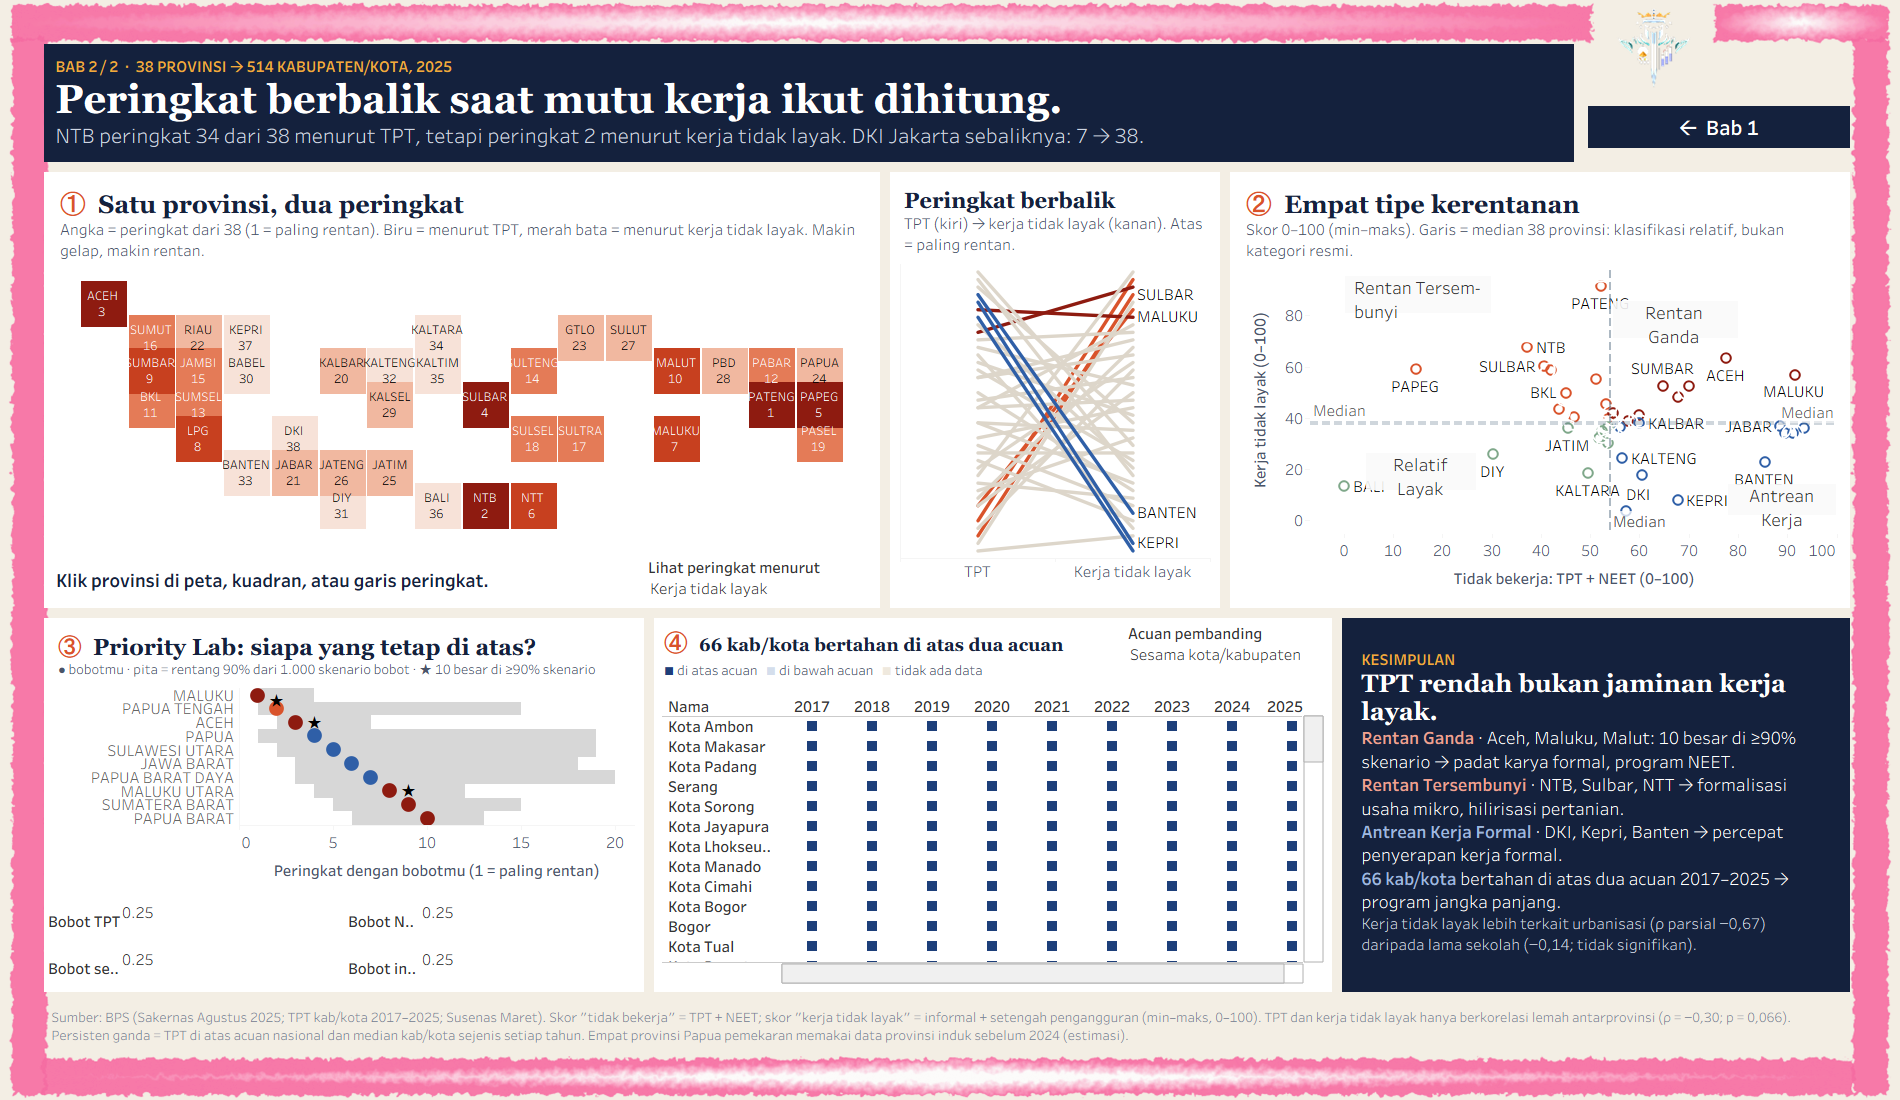 BAB 2 / 2 · 38 PROVINSI → 514 KABUPATEN/KOTA, 2025
Peringkat berbalik saat mutu kerja ikut dihitung.
NTB peringkat 34 dari 38 menurut TPT, tetapi peringkat 2 menurut kerja tidak layak. DKI Jakarta sebaliknya: 7 → 38.
← Bab 1
① Satu provinsi, dua peringkat
Angka = peringkat dari 38 (1 = paling rentan). Biru = menurut TPT, merah bata = menurut kerja tidak layak. Makin
gelap, makin rentan.
ACEH
3
SUMUT
16
RIAU
22
KEPRI
37
KALTARA
34
GTLO
23
SULUT
27
SUMBAR
9
JAMBI
15
BABEL
30
KALBAR
20
KALTENG
32
KALTIM
35
SULTENG
14
MALUT
10
PBD
28
PABAR
12
PAPUA
24
BKL
11
SUMSEL
13
KALSEL
29
SULBAR
4
PATENG
1
PAPEG
5
LPG
8
DKI
38
SULSEL
18
SULTRA
17
MALUKU
7
PASEL
19
BANTEN
33
JABAR
21
JATENG
26
JATIM
25
DIY
31
BALI
36
NTB
2
NTT
6
Klik provinsi di peta, kuadran, atau garis peringkat.
Lihat peringkat menurut
Kerja tidak layak
Peringkat berbalik
TPT (kiri) → kerja tidak layak (kanan). Atas
= paling rentan.
SULBAR
MALUKU
BANTEN
KEPRI
TPT
Kerja tidak layak
② Empat tipe kerentanan
Skor 0–100 (min–maks). Garis = median 38 provinsi: klasifikasi relatif, bukan
kategori resmi.
Kerja tidak layak (0–100)
80
60
40
20
0
Rentan Tersem-
bunyi
PATENG
Rentan
Ganda
NTB
SULBAR
PAPEG
SUMBAR
ACEH
BKL
MALUKU
Median
Median
KALBAR
JABAR
JATIM
Relatif
Layak
DIY
KALTENG
BANTEN
BALI
KALTARA
DKI
KEPRI
Antrean
Kerja
Median
0 10 20 30 40 50 60 70 80 90 100
Tidak bekerja: TPT + NEET (0–100)
③ Priority Lab: siapa yang tetap di atas?
● bobotmu · pita = rentang 90% dari 1.000 skenario bobot · ★ 10 besar di ≥90% skenario
MALUKU
PAPUA TENGAH
ACEH
PAPUA
SULAWESI UTARA
JAWA BARAT
PAPUA BARAT DAYA
MALUKU UTARA
SUMATERA BARAT
PAPUA BARAT
0 5 10 15 20
Peringkat dengan bobotmu (1 = paling rentan)
Bobot TPT 0.25
Bobot N.. 0.25
Bobot se.. 0.25
Bobot in.. 0.25
④ 66 kab/kota bertahan di atas dua acuan
Acuan pembanding
Sesama kota/kabupaten
■ di atas acuan ■ di bawah acuan ■ tidak ada data
Nama 2017 2018 2019 2020 2021 2022 2023 2024 2025
Kota Ambon
Kota Makasar
Kota Padang
Serang
Kota Sorong
Kota Jayapura
Kota Lhokseu..
Kota Manado
Kota Cimahi
Kota Bogor
Bogor
Kota Tual
KESIMPULAN
TPT rendah bukan jaminan kerja
layak.
Rentan Ganda · Aceh, Maluku, Malut: 10 besar di ≥90%
skenario → padat karya formal, program NEET.
Rentan Tersembunyi · NTB, Sulbar, NTT → formalisasi
usaha mikro, hilirisasi pertanian.
Antrean Kerja Formal · DKI, Kepri, Banten → percepat
penyerapan kerja formal.
66 kab/kota bertahan di atas dua acuan 2017–2025 →
program jangka panjang.
Kerja tidak layak lebih terkait urbanisasi (ρ parsial −0,67)
daripada lama sekolah (−0,14; tidak signifikan).
Sumber: BPS (Sakernas Agustus 2025; TPT kab/kota 2017–2025; Susenas Maret). Skor "tidak bekerja" = TPT + NEET; skor "kerja tidak layak" = informal + setengah pengangguran (min–maks, 0–100). TPT dan kerja tidak layak hanya berkorelasi lemah antarprovinsi (ρ = −0,30; p = 0,066).
Persisten ganda = TPT di atas acuan nasional dan median kab/kota sejenis setiap tahun. Empat provinsi Papua pemekaran memakai data provinsi induk sebelum 2024 (estimasi).